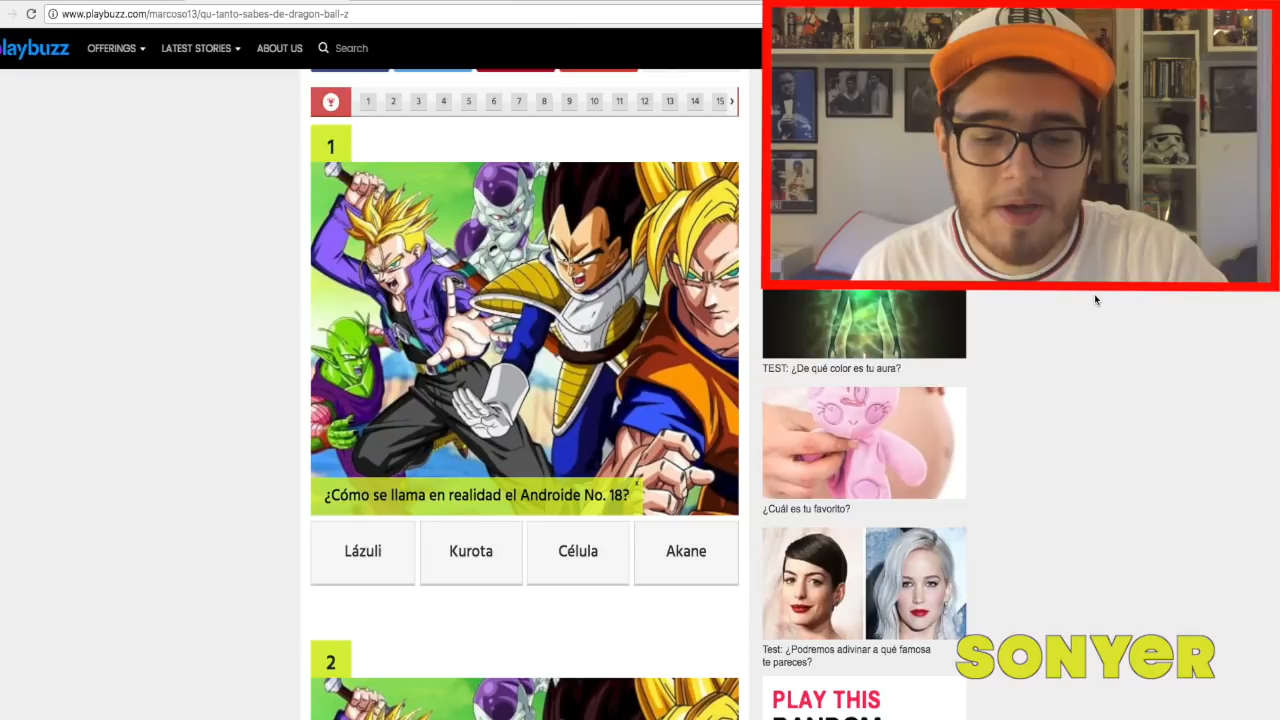 www.playbuzz.com/marcoso13/qu-tanto-sabes-de-dragon-ball-z
laybuzz OFFERINGS LATEST STORIES ABOUT US Search
1 2 3 4 5 6 7 8 9 10 11 12 13 14 15
1
¿Cómo se llama en realidad el Androide No. 18? x
Lázuli Kurota Célula Akane
2
TEST: ¿De qué color es tu aura?
¿Cuál es tu favorito?
Test: ¿Podremos adivinar a qué famosa
te pareces?
PLAY THIS
RANDOM
SONYER